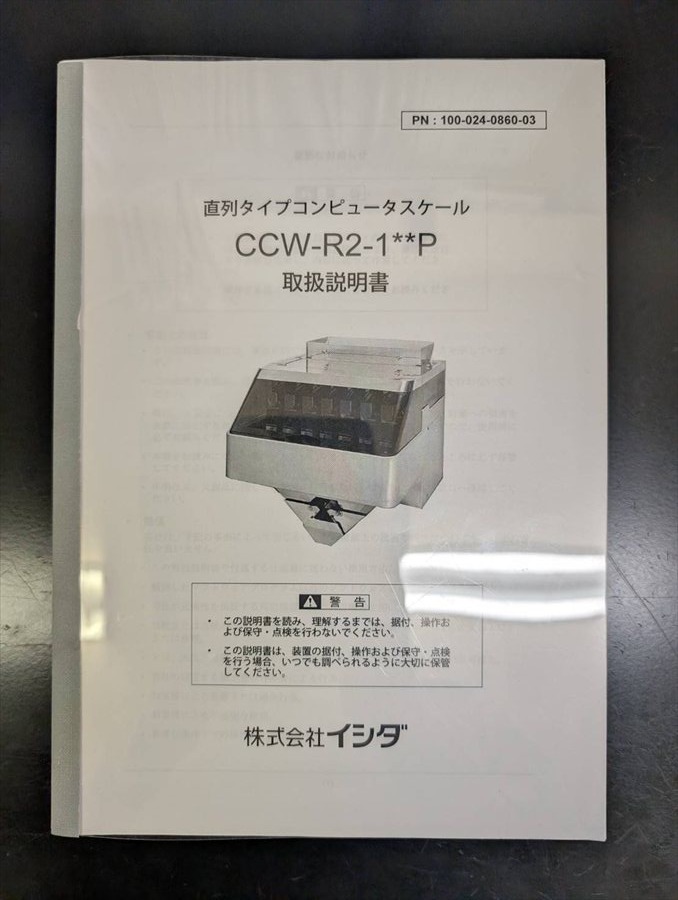 PN : 100-024-0860-03
直列タイプコンピュータスケール
CCW-R2-1**P
取扱説明書
警 告
・ この説明書を読み、理解するまでは、据付、操作お
よび保守・点検を行わないでください。
・ この説明書は、装置の据付、操作および保守・点検
を行う場合、いつでも調べられるように大切に保管
してください。
株式会社イシダ